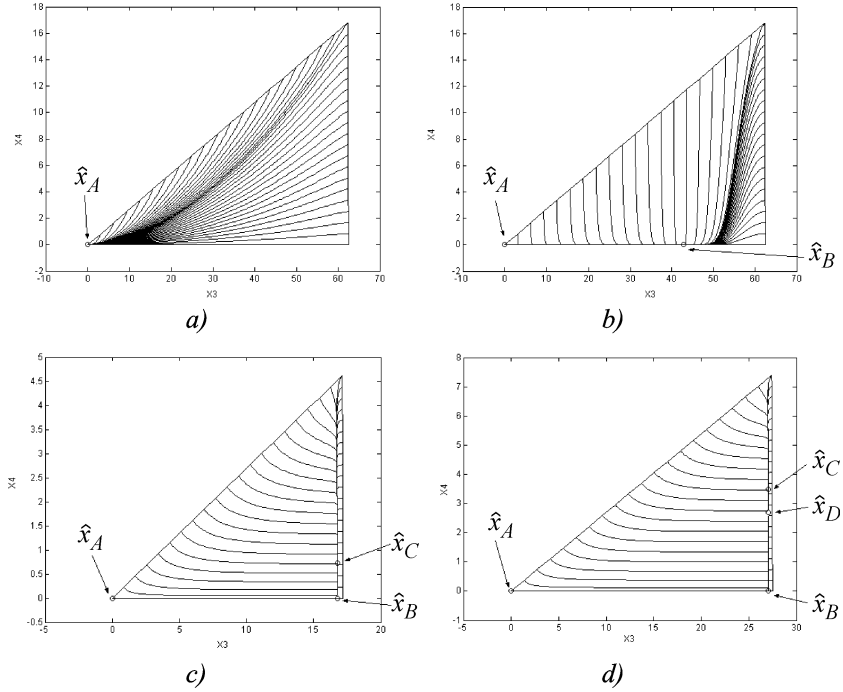 18
16
14
12
10
8
6
4
2
0
-2
X4
x̂A
-10 0 10 20 30 40 50 60 70
X3
a)
18
16
14
12
10
8
6
4
2
0
-2
X4
x̂A
x̂B
-10 0 10 20 30 40 50 60 70
X3
b)
5
4.5
4
3.5
3
2.5
2
1.5
1
0.5
0
-0.5
X4
x̂A
x̂C
x̂B
-5 0 5 10 15 20
X3
c)
8
7
6
5
4
3
2
1
0
-1
X4
x̂A
x̂C
x̂D
x̂B
-5 0 5 10 15 20 25 30
X3
d)